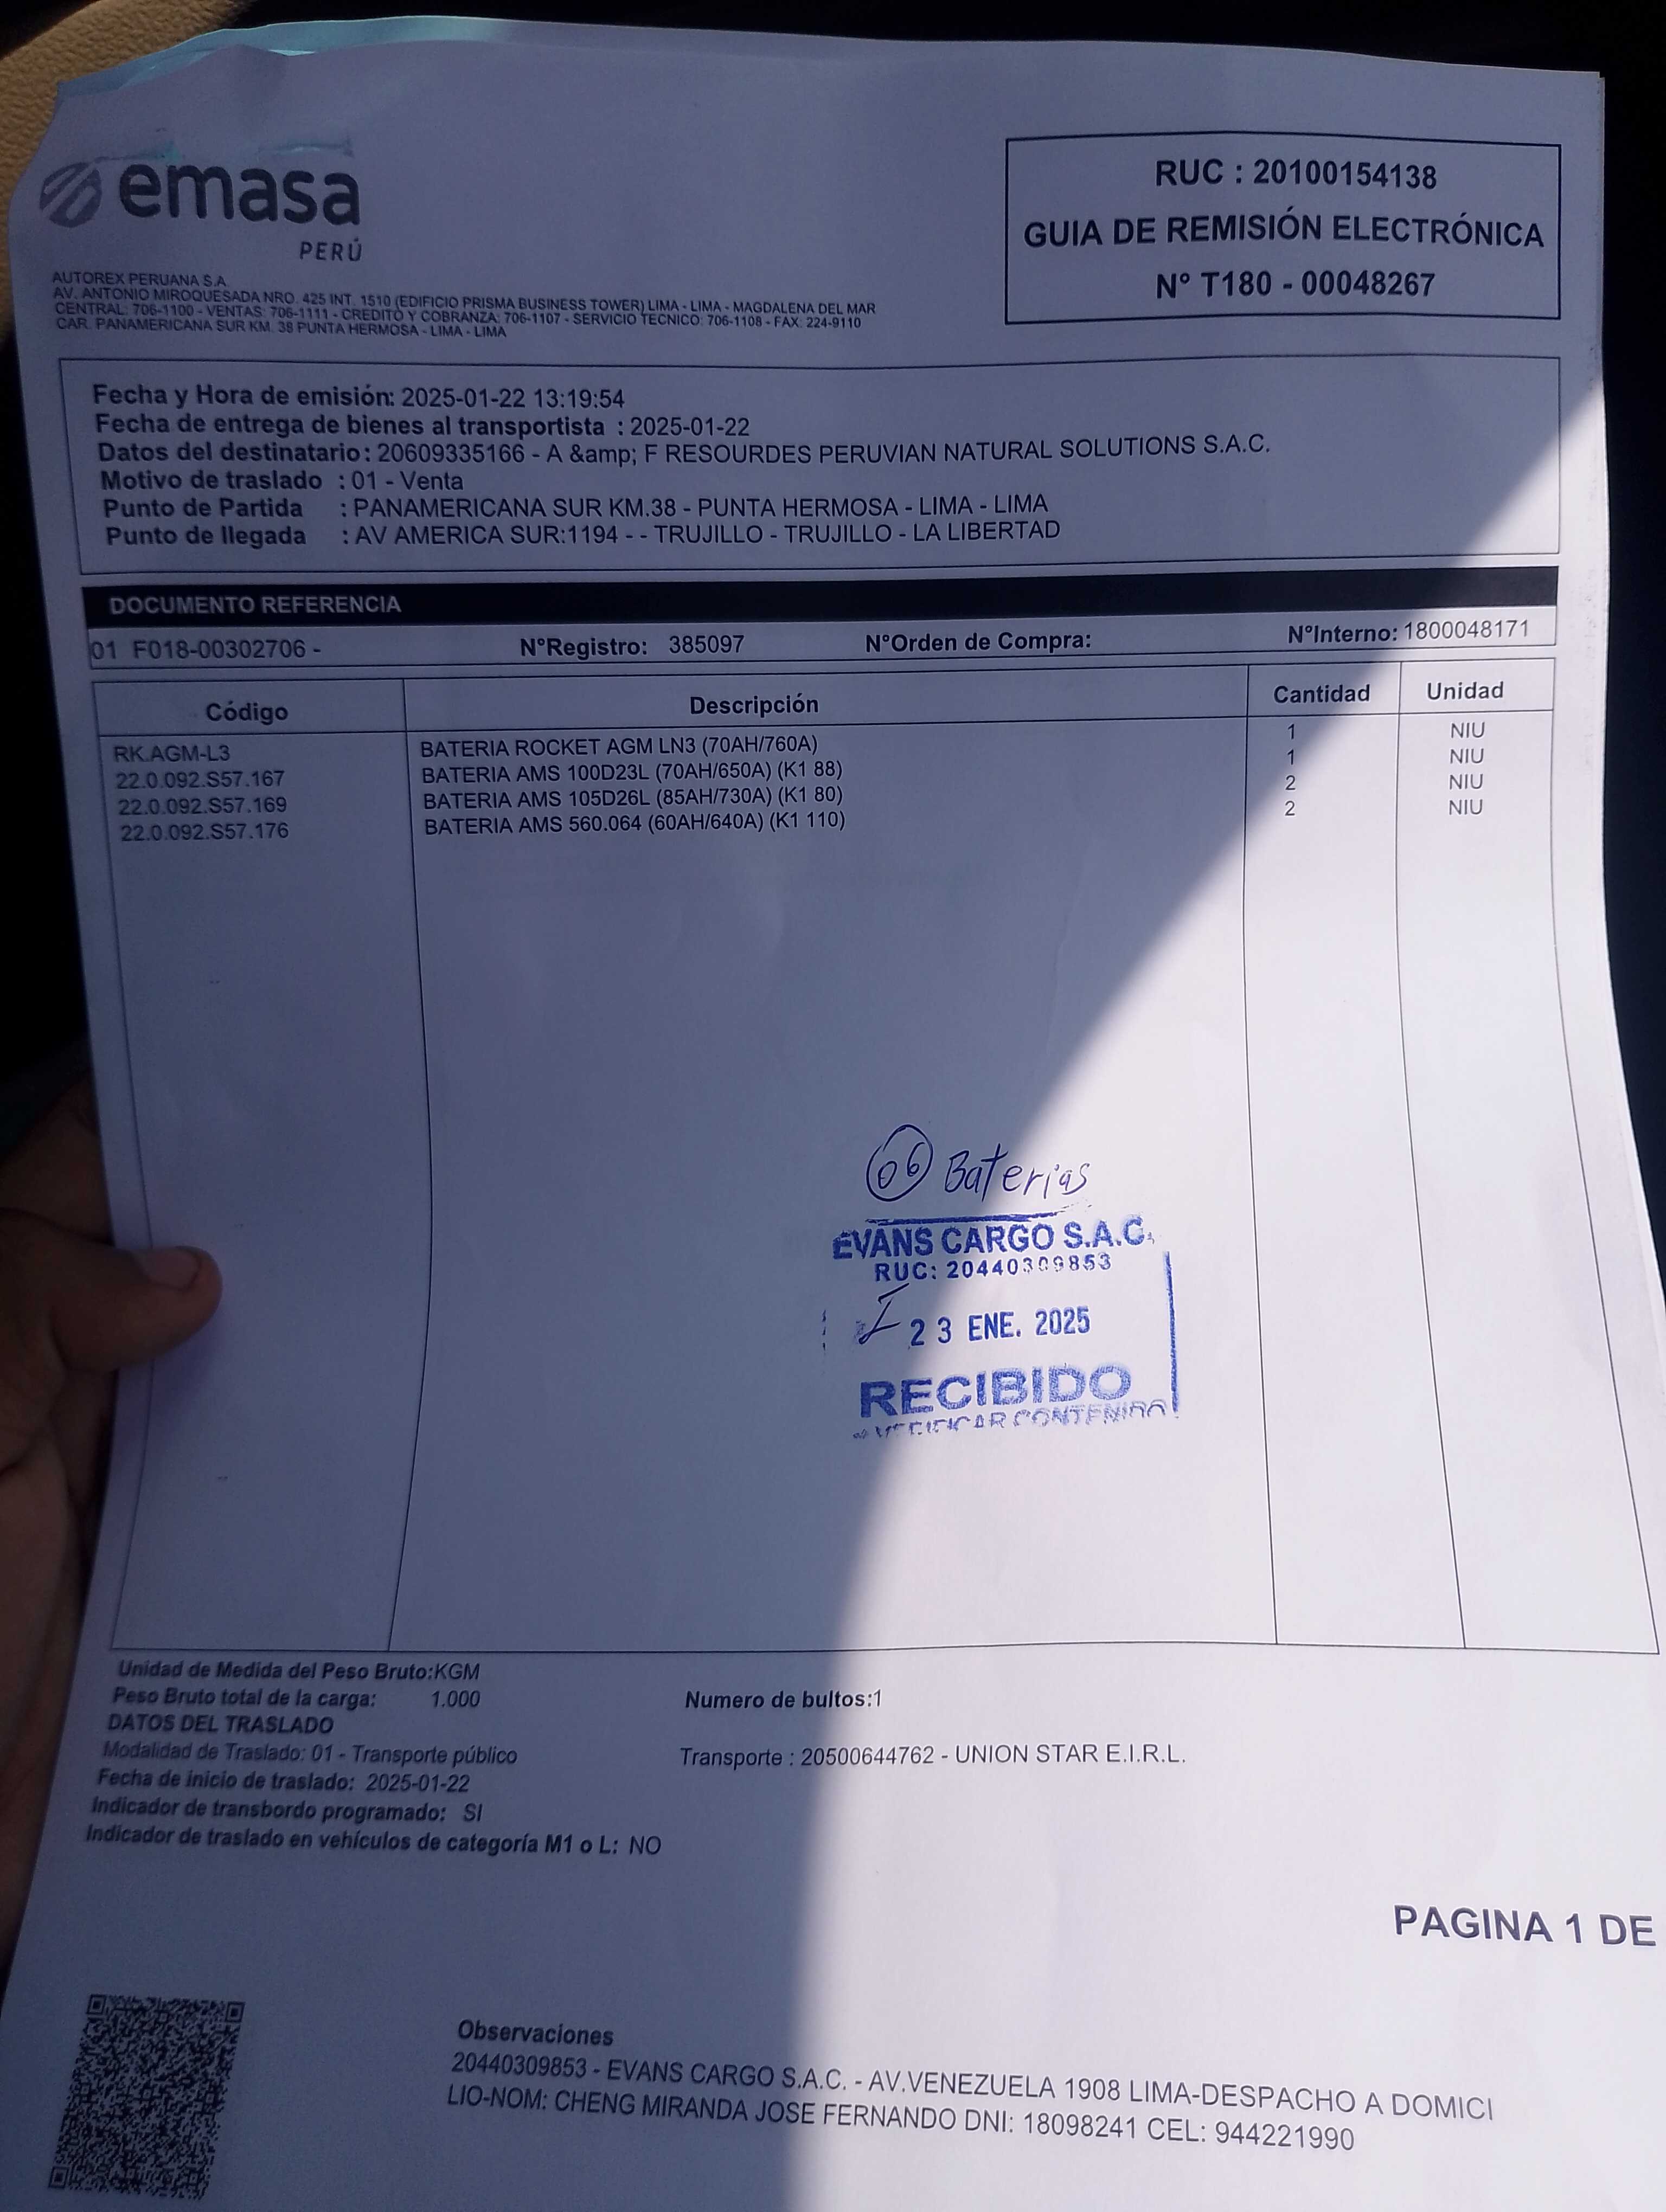 emasa
PERÚ
AUTOREX PERUANA S.A.
AV. ANTONIO MIROQUESADA NRO. 425 INT. 1510 (EDIFICIO PRISMA BUSINESS TOWER) LIMA - LIMA - MAGDALENA DEL MAR
CENTRAL: 706-1100 - VENTAS: 706-1111 - CREDITO Y COBRANZA: 706-1107 - SERVICIO TECNICO: 706-1108 - FAX: 224-9110
CAR. PANAMERICANA SUR KM. 38 PUNTA HERMOSA - LIMA - LIMA
RUC : 20100154138
GUIA DE REMISIÓN ELECTRÓNICA
N° T180 - 00048267
Fecha y Hora de emisión: 2025-01-22 13:19:54
Fecha de entrega de bienes al transportista : 2025-01-22
Datos del destinatario: 20609335166 - A &amp; F RESOURDES PERUVIAN NATURAL SOLUTIONS S.A.C.
Motivo de traslado : 01 - Venta
Punto de Partida : PANAMERICANA SUR KM.38 - PUNTA HERMOSA - LIMA - LIMA
Punto de llegada : AV AMERICA SUR:1194 - - TRUJILLO - TRUJILLO - LA LIBERTAD
DOCUMENTO REFERENCIA
01 F018-00302706 - N°Registro: 385097 N°Orden de Compra: N°Interno: 1800048171
Código Descripción Cantidad Unidad
RK.AGM-L3 BATERIA ROCKET AGM LN3 (70AH/760A) 1 NIU
22.0.092.S57.167 BATERIA AMS 100D23L (70AH/650A) (K1 88) 1 NIU
22.0.092.S57.169 BATERIA AMS 105D26L (85AH/730A) (K1 80) 2 NIU
22.0.092.S57.176 BATERIA AMS 560.064 (60AH/640A) (K1 110) 2 NIU
06 Baterias
EVANS CARGO S.A.C.
RUC: 20440309853
23 ENE. 2025
RECIBIDO
VERIFICAR CONTENIDO
Unidad de Medida del Peso Bruto:KGM
Peso Bruto total de la carga: 1.000 Numero de bultos:1
DATOS DEL TRASLADO
Modalidad de Traslado: 01 - Transporte público Transporte : 20500644762 - UNION STAR E.I.R.L.
Fecha de inicio de traslado: 2025-01-22
Indicador de transbordo programado: SI
Indicador de traslado en vehículos de categoría M1 o L: NO
PAGINA 1 DE
Observaciones
20440309853 - EVANS CARGO S.A.C. - AV.VENEZUELA 1908 LIMA-DESPACHO A DOMICI
LIO-NOM: CHENG MIRANDA JOSE FERNANDO DNI: 18098241 CEL: 944221990